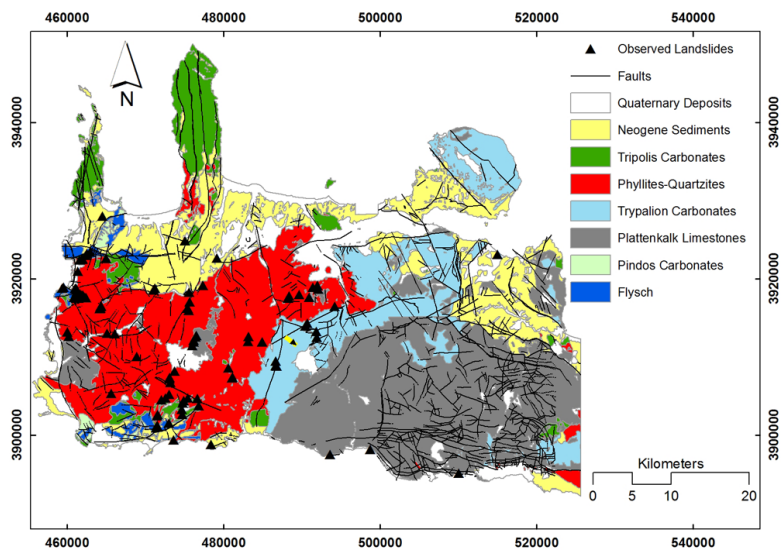 460000 480000 500000 520000 540000
3940000 3940000
3920000 3920000
3900000 3900000
N
Observed Landslides
Faults
Quaternary Deposits
Neogene Sediments
Tripolis Carbonates
Phyllites-Quartzites
Trypalion Carbonates
Plattenkalk Limestones
Pindos Carbonates
Flysch
Kilometers
0 5 10 20
460000 480000 500000 520000 540000